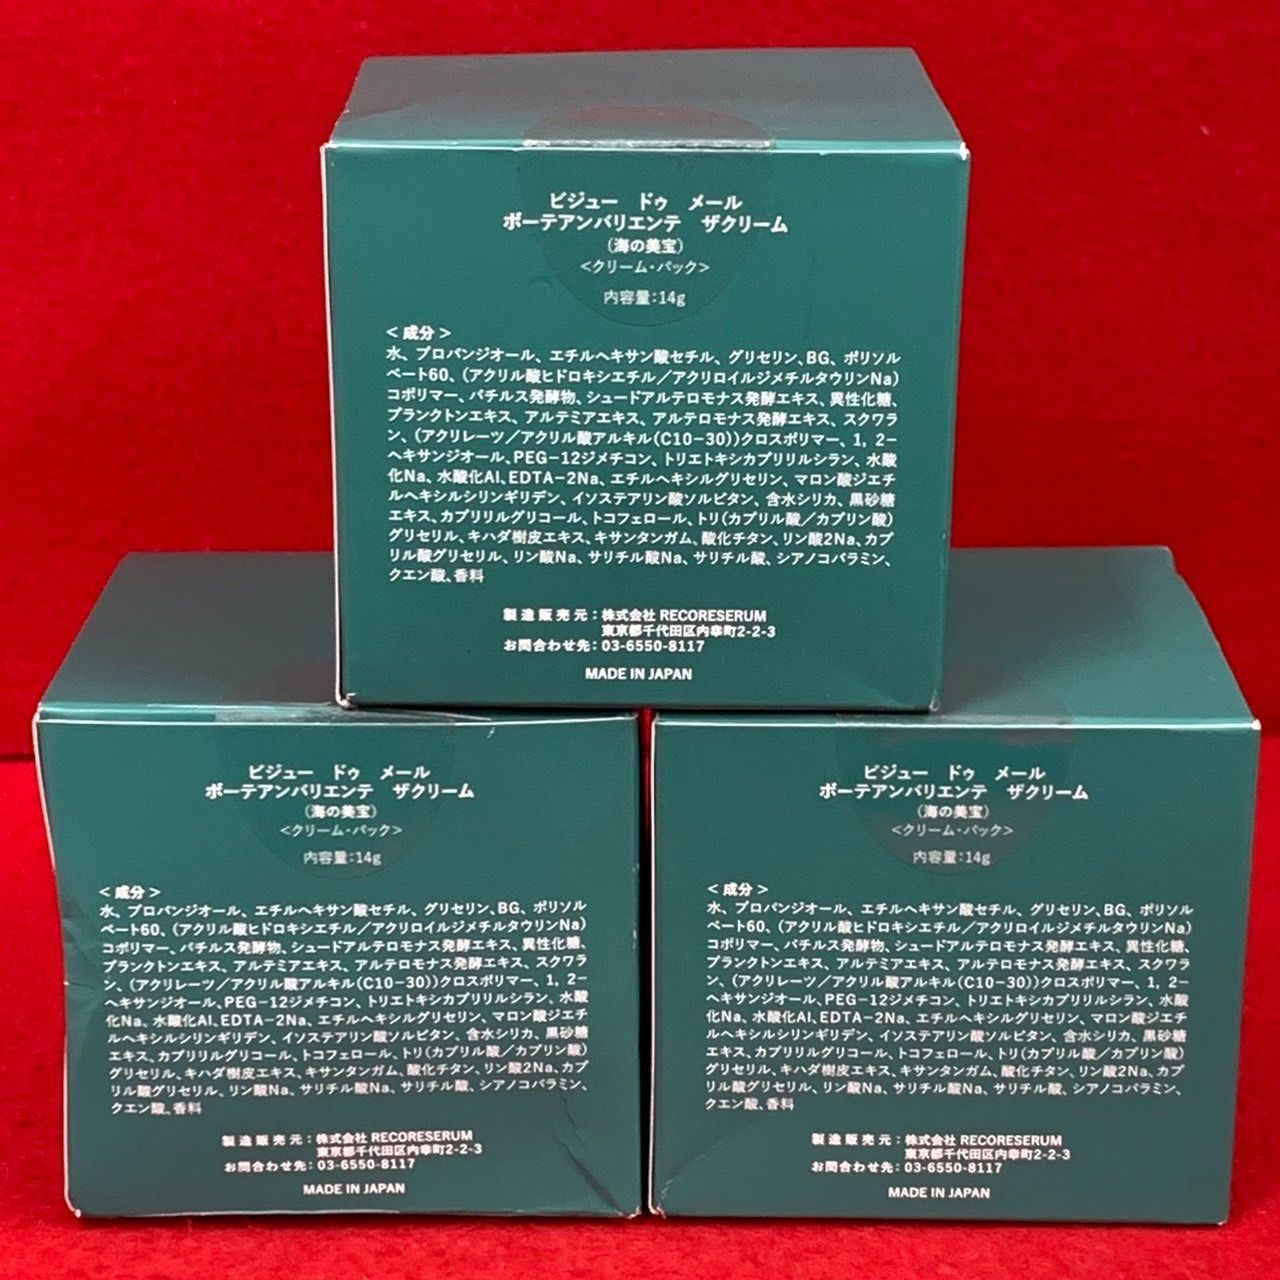 ビジュー ドゥ メール
ボーテアンバリエンテ ザクリーム
(海の美宝)
<クリーム・パック>
内容量:14g
< 成分 >
水、プロパンジオール、エチルヘキサン酸セチル、グリセリン、BG、ポリソル
ベート60、(アクリル酸ヒドロキシエチル/アクリロイルジメチルタウリンNa)
コポリマー、バチルス発酵物、シュードアルテロモナス発酵エキス、異性化糖、
プランクトンエキス、アルテミアエキス、アルテロモナス発酵エキス、スクワラ
ン、(アクリレーツ/アクリル酸アルキル(C10-30))クロスポリマー、1, 2-
ヘキサンジオール、PEG-12ジメチコン、トリエトキシカプリリルシラン、水酸
化Na、水酸化Al、EDTA-2Na、エチルヘキシルグリセリン、マロン酸ジエチ
ルヘキシルシリンギリデン、イソステアリン酸ソルビタン、含水シリカ、黒砂糖
エキス、カプリリルグリコール、トコフェロール、トリ(カプリル酸/カプリン酸)
グリセリル、キハダ樹皮エキス、キサンタンガム、酸化チタン、リン酸2Na、カプ
リル酸グリセリル、リン酸Na、サリチル酸Na、サリチル酸、シアノコバラミン、
クエン酸、香料
製造販売元:株式会社 RECORESERUM
東京都千代田区内幸町2-2-3
お問合わせ先:03-6550-8117
MADE IN JAPAN
ビジュー ドゥ メール
ボーテアンバリエンテ ザクリーム
(海の美宝)
<クリーム・パック>
内容量:14g
< 成分 >
水、プロパンジオール、エチルヘキサン酸セチル、グリセリン、BG、ポリソル
ベート60、(アクリル酸ヒドロキシエチル/アクリロイルジメチルタウリンNa)
コポリマー、バチルス発酵物、シュードアルテロモナス発酵エキス、異性化糖、
プランクトンエキス、アルテミアエキス、アルテロモナス発酵エキス、スクワラ
ン、(アクリレーツ/アクリル酸アルキル(C10-30))クロスポリマー、1, 2-
ヘキサンジオール、PEG-12ジメチコン、トリエトキシカプリリルシラン、水酸
化Na、水酸化Al、EDTA-2Na、エチルヘキシルグリセリン、マロン酸ジエチ
ルヘキシルシリンギリデン、イソステアリン酸ソルビタン、含水シリカ、黒砂糖
エキス、カプリリルグリコール、トコフェロール、トリ(カプリル酸/カプリン酸)
グリセリル、キハダ樹皮エキス、キサンタンガム、酸化チタン、リン酸2Na、カプ
リル酸グリセリル、リン酸Na、サリチル酸Na、サリチル酸、シアノコバラミン、
クエン酸、香料
製造販売元:株式会社 RECORESERUM
東京都千代田区内幸町2-2-3
お問合わせ先:03-6550-8117
MADE IN JAPAN
ビジュー ドゥ メール
ボーテアンバリエンテ ザクリーム
(海の美宝)
<クリーム・パック>
内容量:14g
< 成分 >
水、プロパンジオール、エチルヘキサン酸セチル、グリセリン、BG、ポリソル
ベート60、(アクリル酸ヒドロキシエチル/アクリロイルジメチルタウリンNa)
コポリマー、バチルス発酵物、シュードアルテロモナス発酵エキス、異性化糖、
プランクトンエキス、アルテミアエキス、アルテロモナス発酵エキス、スクワラ
ン、(アクリレーツ/アクリル酸アルキル(C10-30))クロスポリマー、1, 2-
ヘキサンジオール、PEG-12ジメチコン、トリエトキシカプリリルシラン、水酸
化Na、水酸化Al、EDTA-2Na、エチルヘキシルグリセリン、マロン酸ジエチ
ルヘキシルシリンギリデン、イソステアリン酸ソルビタン、含水シリカ、黒砂糖
エキス、カプリリルグリコール、トコフェロール、トリ(カプリル酸/カプリン酸)
グリセリル、キハダ樹皮エキス、キサンタンガム、酸化チタン、リン酸2Na、カプ
リル酸グリセリル、リン酸Na、サリチル酸Na、サリチル酸、シアノコバラミン、
クエン酸、香料
製造販売元:株式会社 RECORESERUM
東京都千代田区内幸町2-2-3
お問合わせ先:03-6550-8117
MADE IN JAPAN